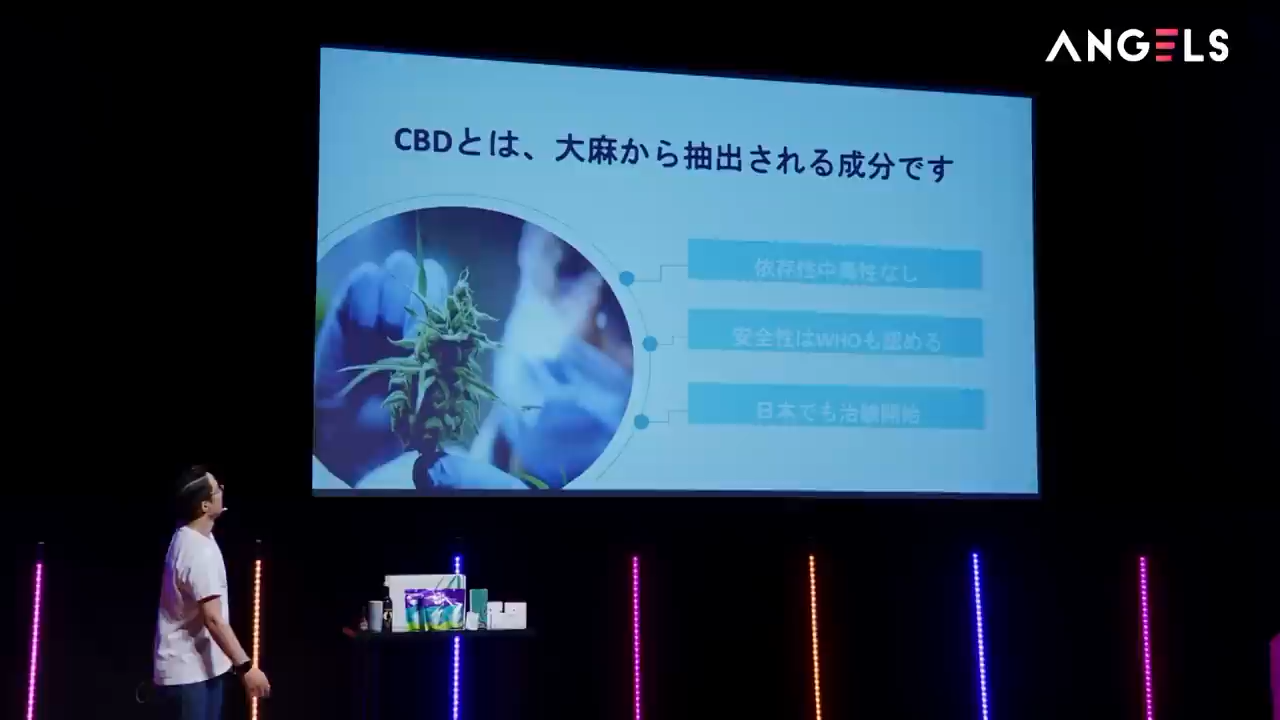 ANGELS
CBDとは、大麻から抽出される成分です
依存性中毒性なし
安全性はWHOも認める
日本でも治験開始